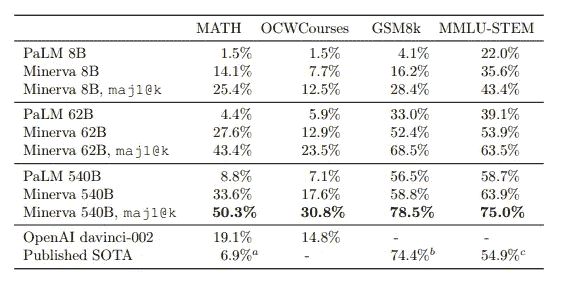 MATH OCWCourses GSM8k MMLU-STEM
PaLM 8B 1.5% 1.5% 4.1% 22.0%
Minerva 8B 14.1% 7.7% 16.2% 35.6%
Minerva 8B, maj1@k 25.4% 12.5% 28.4% 43.4%
PaLM 62B 4.4% 5.9% 33.0% 39.1%
Minerva 62B 27.6% 12.9% 52.4% 53.9%
Minerva 62B, maj1@k 43.4% 23.5% 68.5% 63.5%
PaLM 540B 8.8% 7.1% 56.5% 58.7%
Minerva 540B 33.6% 17.6% 58.8% 63.9%
Minerva 540B, maj1@k 50.3% 30.8% 78.5% 75.0%
OpenAI davinci-002 19.1% 14.8% - -
Published SOTA 6.9%ᵃ - 74.4%ᵇ 54.9%ᶜ